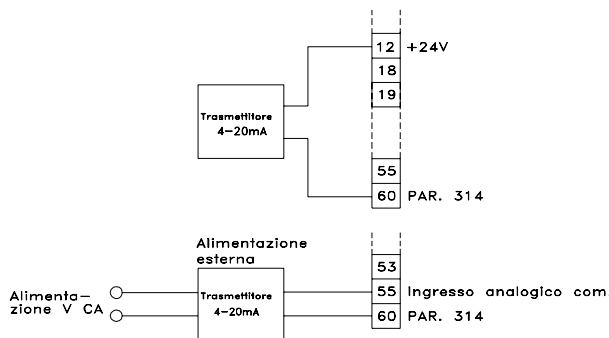 12 +24V
18
19
Trasmettitore
4-20mA
55
60 PAR. 314
Alimentazione
esterna
53
Alimenta-
zione V CA
Trasmettitore
4-20mA
55 Ingresso analogico com.
60 PAR. 314